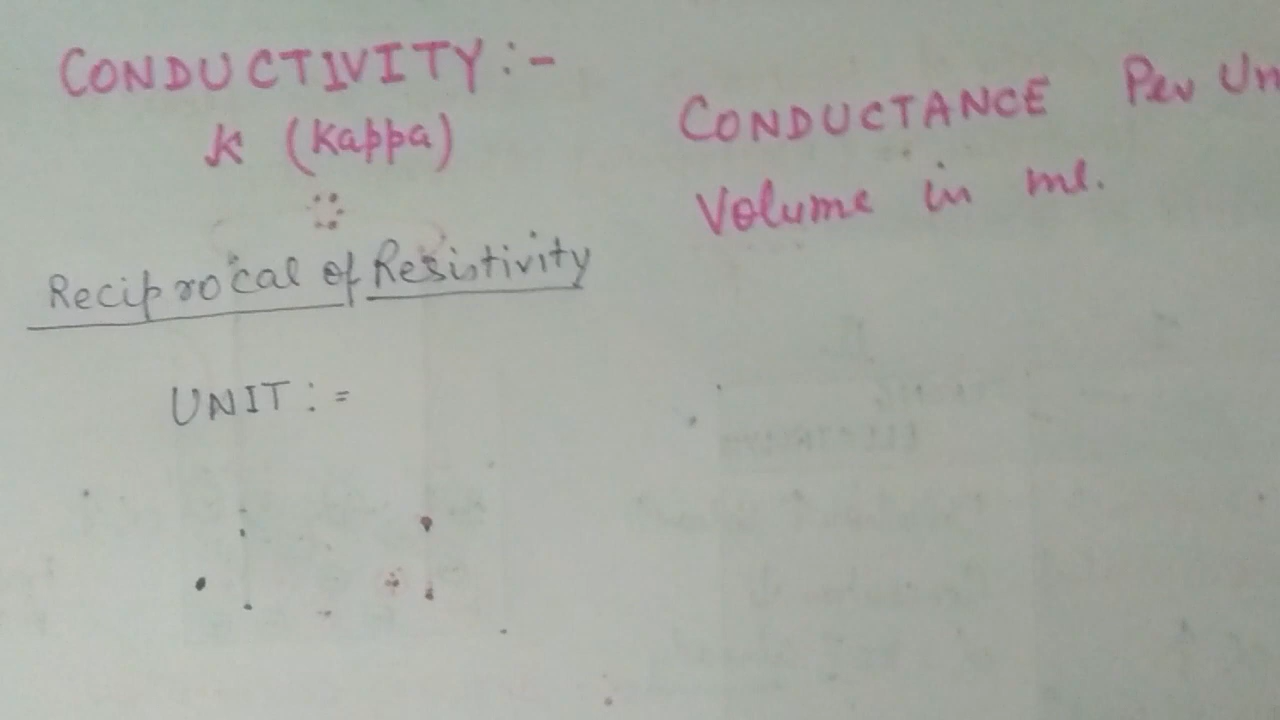 CONDUCTIVITY:-
K (Kappa)
Reciprocal of Resistivity
UNIT:=
CONDUCTANCE Per Un
Volume in ml.